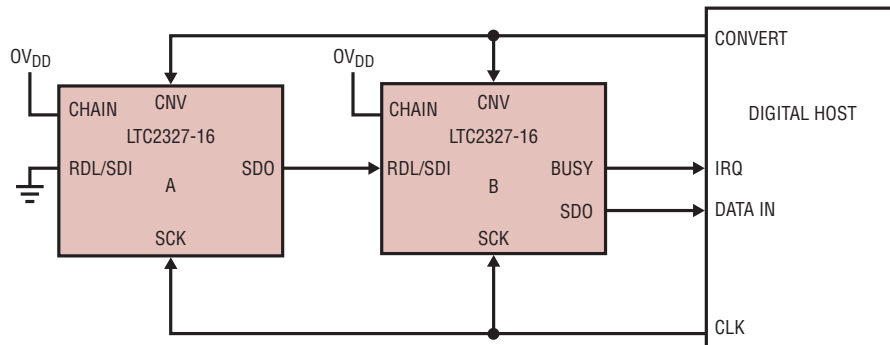 CONVERT
OVDD
OVDD
CHAIN
CNV
CHAIN
CNV
LTC2327-16
LTC2327-16
DIGITAL HOST
RDL/SDI
SDO
RDL/SDI
BUSY
IRQ
A
B
SDO
DATA IN
SCK
SCK
CLK